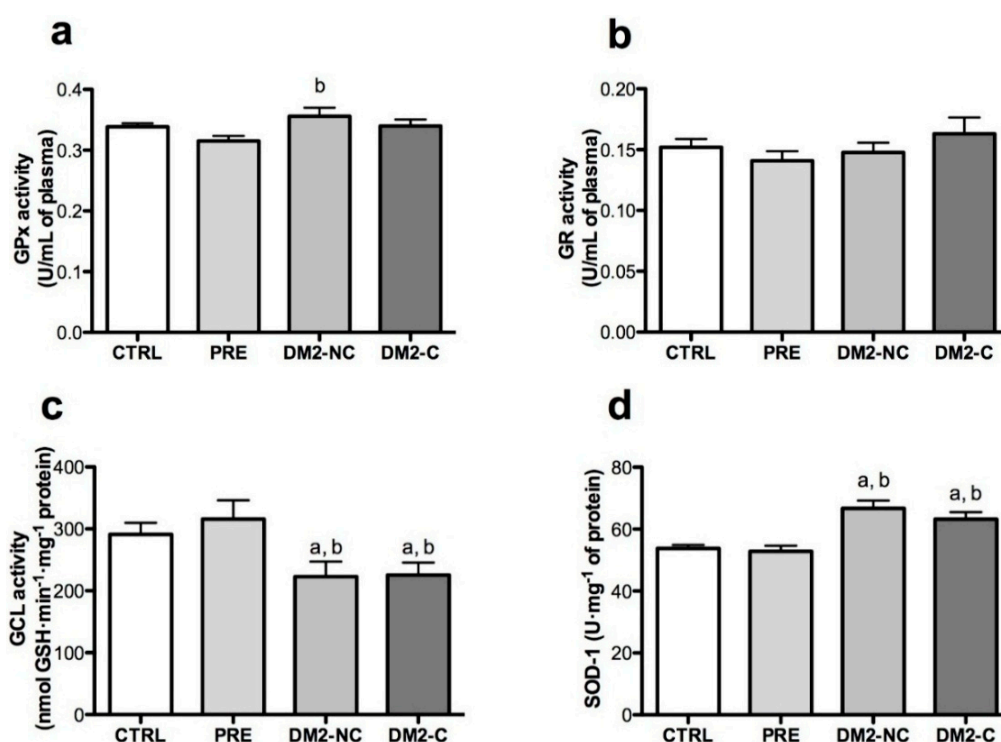 a
GPx activity
(U/mL of plasma)
0.4
0.3
0.2
0.1
0.0
b
CTRL PRE DM2-NC DM2-C
b
GR activity
(U/mL of plasma)
0.20
0.15
0.10
0.05
0.00
CTRL PRE DM2-NC DM2-C
c
GCL activity
(nmol GSH·min⁻¹·mg⁻¹ protein)
400
300
200
100
0
a, b a, b
CTRL PRE DM2-NC DM2-C
d
SOD-1 (U·mg⁻¹ of protein)
80
60
40
20
0
a, b a, b
CTRL PRE DM2-NC DM2-C